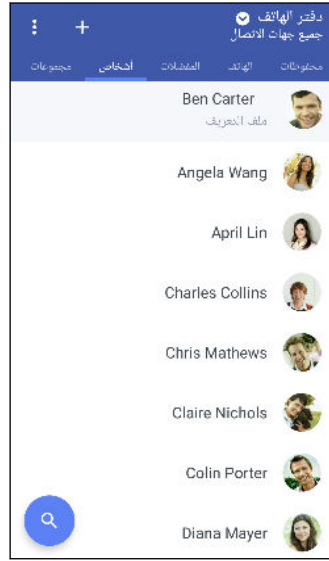 دفتر الهاتف
جميع جهات الاتصال
محفوظات الهاتف المفضلات أشخاص مجموعات
Ben Carter
ملف التعريف
Angela Wang
April Lin
Charles Collins
Chris Mathews
Claire Nichols
Colin Porter
Diana Mayer